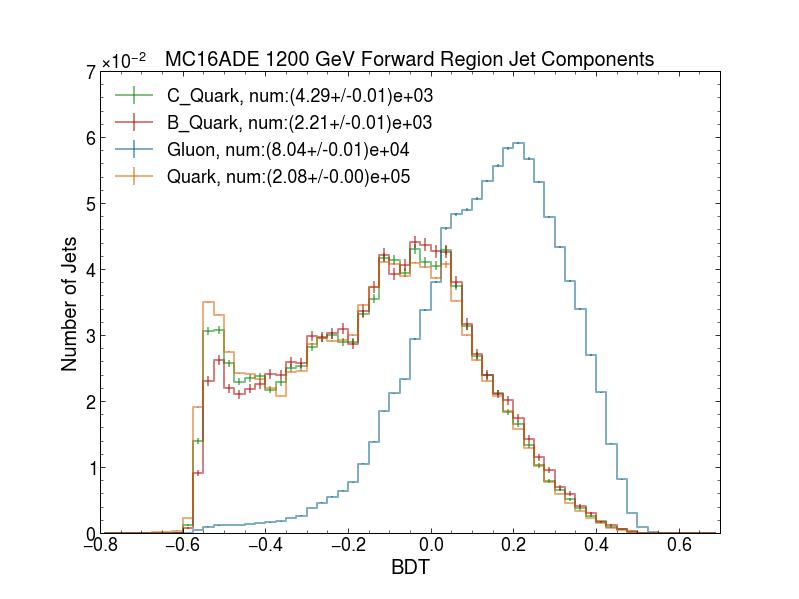 ×10⁻² MC16ADE 1200 GeV Forward Region Jet Components
C_Quark, num:(4.29+/-0.01)e+03
B_Quark, num:(2.21+/-0.01)e+03
Gluon, num:(8.04+/-0.01)e+04
Quark, num:(2.08+/-0.00)e+05
Number of Jets
7
6
5
4
3
2
1
0
−0.8 −0.6 −0.4 −0.2 0.0 0.2 0.4 0.6
BDT